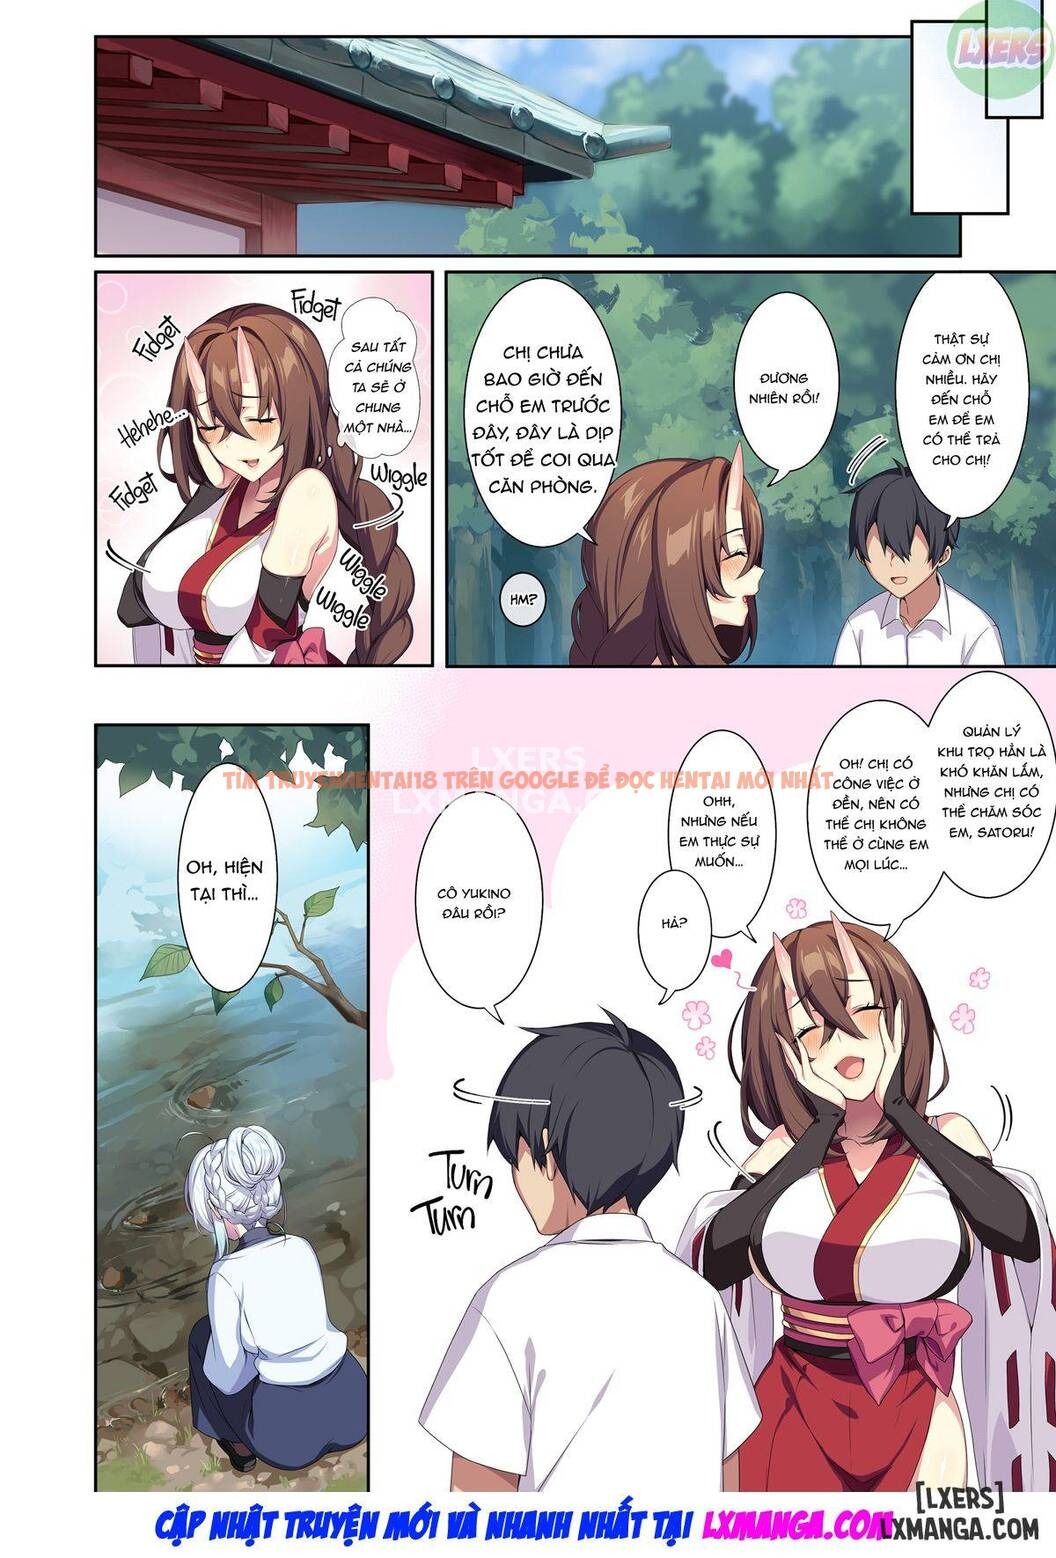 LXERS
THẬT SỰ
CẢM ƠN CHỊ
NHIỀU. HÃY
ĐẾN CHỖ
EM ĐỂ EM
CÓ THỂ TRẢ
CHO CHỊ!
ĐƯƠNG
NHIÊN RỒI!
CHỊ CHƯA
BAO GIỜ ĐẾN
CHỖ EM TRƯỚC
ĐÂY, ĐÂY LÀ DỊP
TỐT ĐỂ COI QUA
CĂN PHÒNG.
HM?
SAU TẤT
CẢ CHÚNG
TA SẼ Ở
CHUNG
MỘT NHÀ...
Fidget
Fidget
Hehehe...
Fidget
Wiggle
Wiggle
Wiggle
QUẢN LÝ
KHU TRỌ HẲN LÀ
KHÓ KHĂN LẮM,
NHƯNG CHỊ CÓ
THỂ CHĂM SÓC
EM, SATORU!
OH! CHỊ CÓ
CÔNG VIỆC Ở
ĐỀN, NÊN CÓ
THỂ CHỊ KHÔNG
THỂ Ở CÙNG EM
MỌI LÚC...
OHH,
NHƯNG NẾU
EM THỰC SỰ
MUỐN...
HẢ?
CÔ YUKINO
ĐÂU RỒI?
Turn
Turn
OH, HIỆN
TẠI THÌ...
LXERS
TÌM TRUYENHENTAI18 TRÊN GOOGLE ĐỂ ĐỌC HENTAI MỚI NHẤT
LXMANGA.COM
[LXERS]
LXMANGA.COM
CẬP NHẬT TRUYỆN MỚI VÀ NHANH NHẤT TẠI LXMANGA.COM